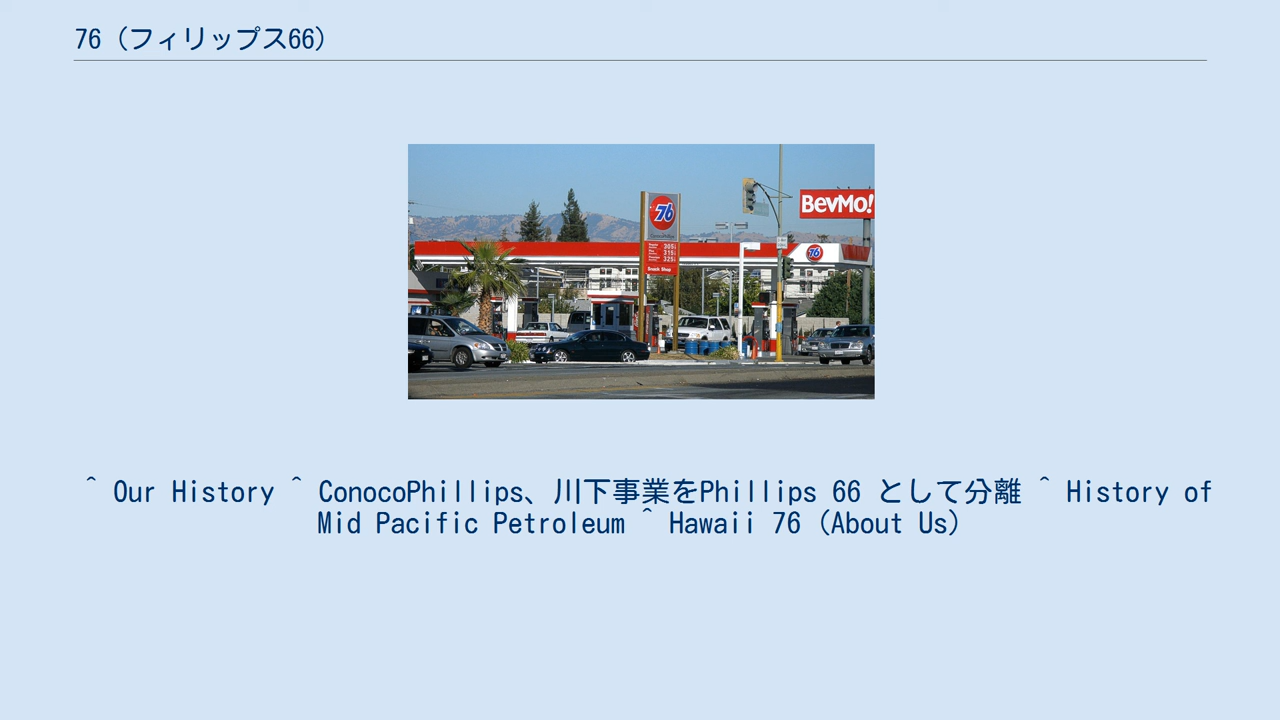 76（フィリップス66）
76
BevMo!
76
Snack Shop
^ Our History ^ ConocoPhillips、川下事業をPhillips 66 として分離 ^ History of
Mid Pacific Petroleum ^ Hawaii 76 (About Us)